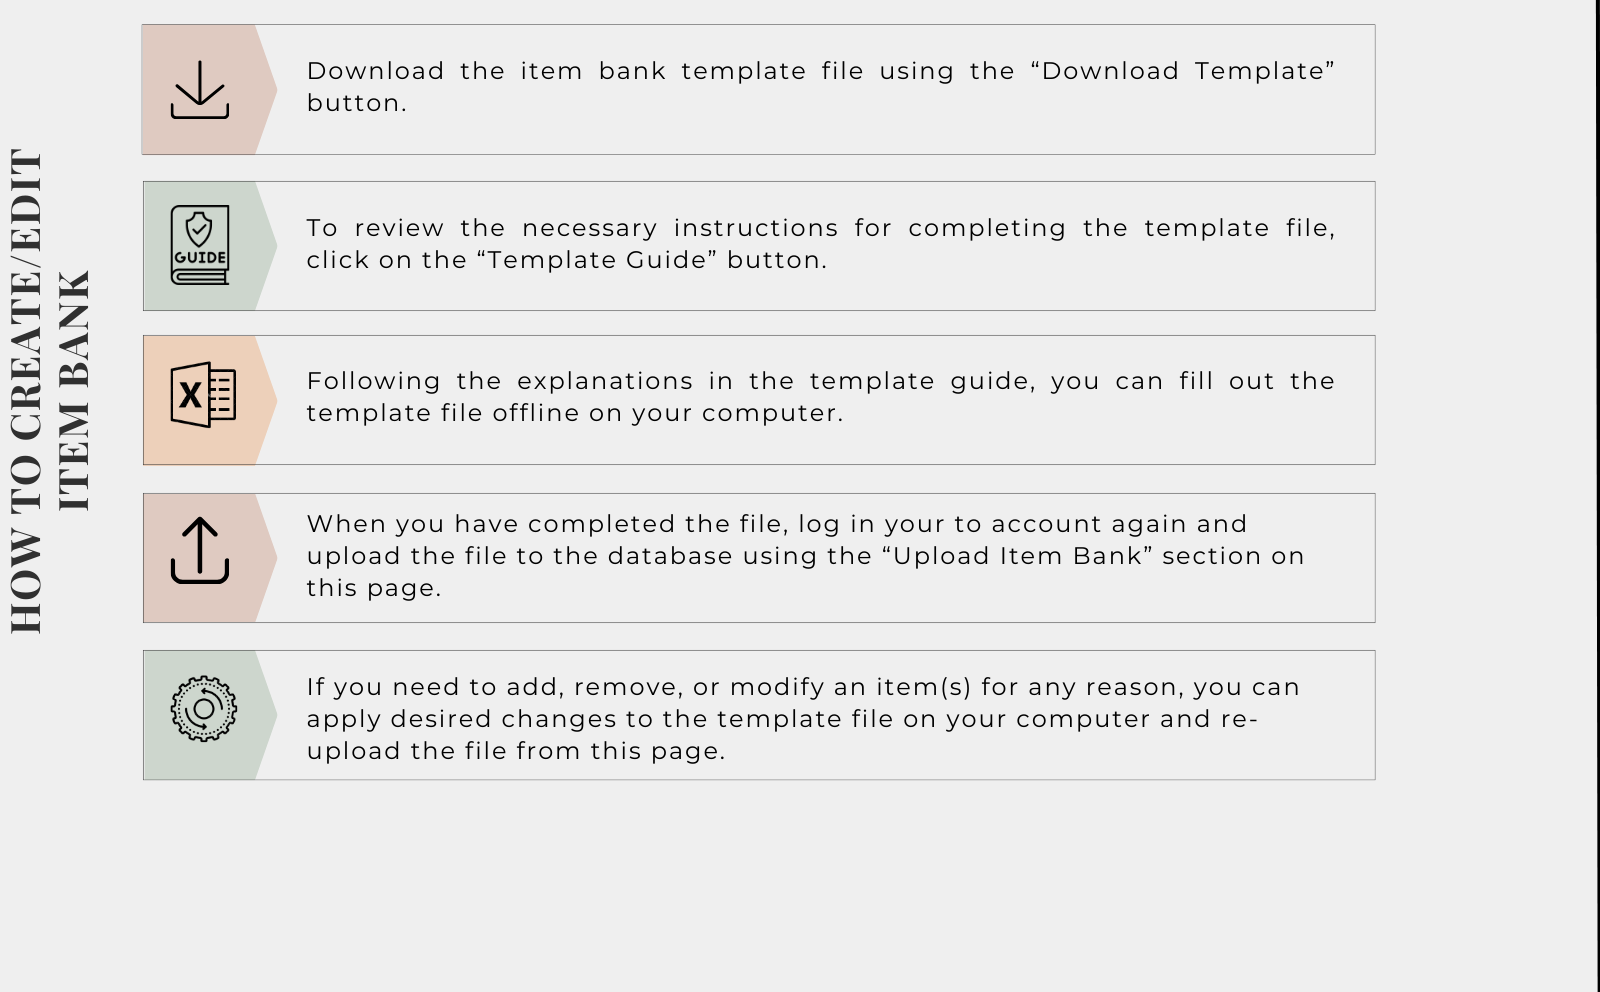 HOW TO CREATE/EDIT
ITEM BANK
Download the item bank template file using the “Download Template”
button.
GUIDE
To review the necessary instructions for completing the template file,
click on the “Template Guide” button.
X
Following the explanations in the template guide, you can fill out the
template file offline on your computer.
When you have completed the file, log in your to account again and
upload the file to the database using the “Upload Item Bank” section on
this page.
If you need to add, remove, or modify an item(s) for any reason, you can
apply desired changes to the template file on your computer and re-
upload the file from this page.